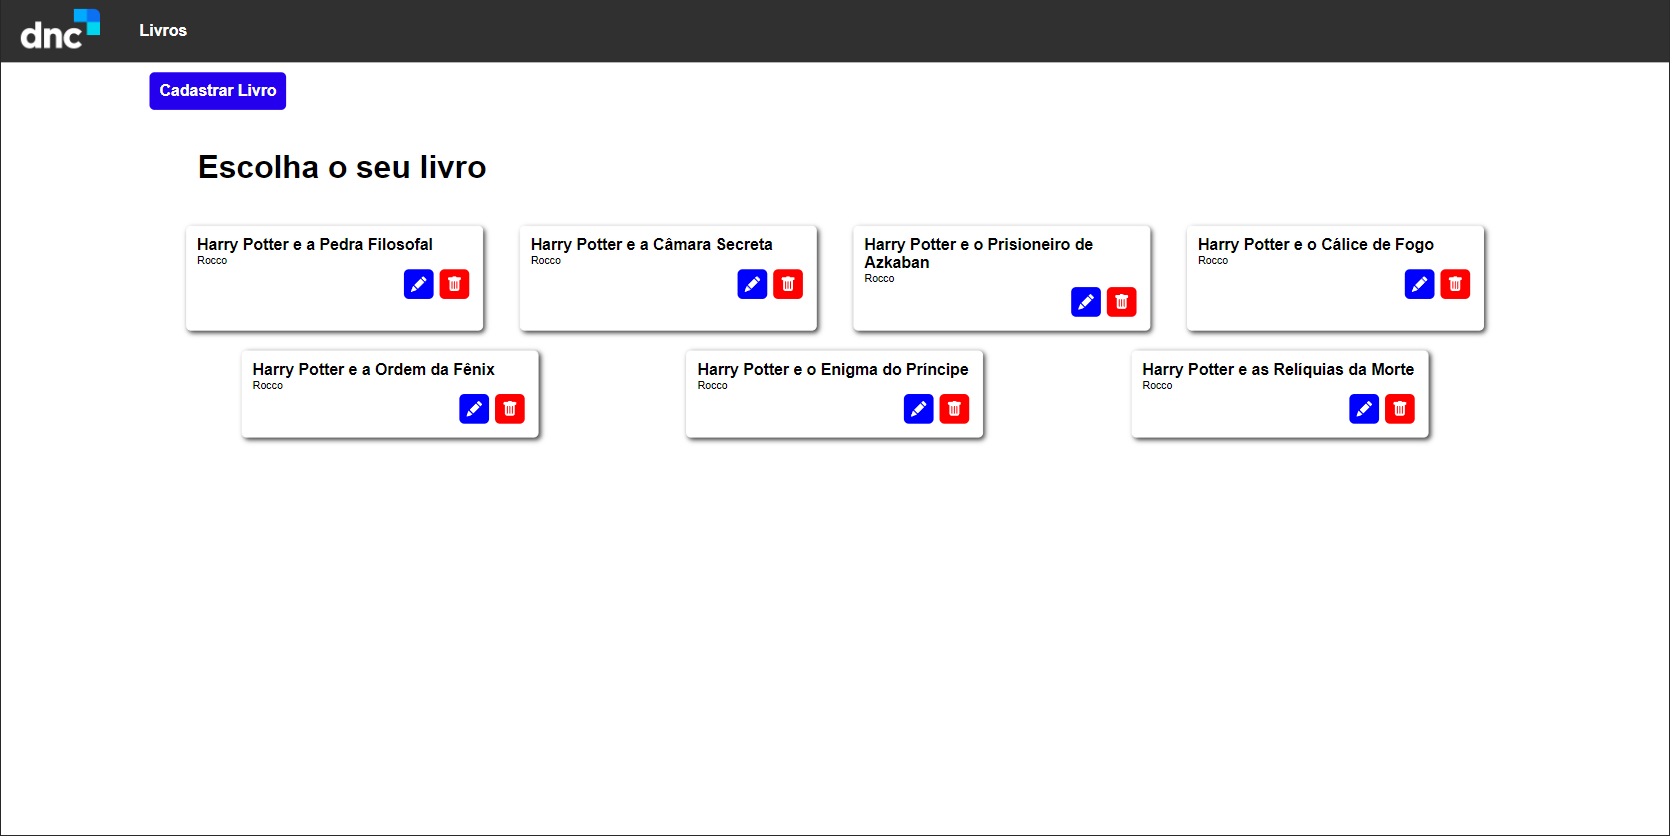 dnc
Livros
Cadastrar Livro
Escolha o seu livro
Harry Potter e a Pedra Filosofal
Rocco
Harry Potter e a Câmara Secreta
Rocco
Harry Potter e o Prisioneiro de
Azkaban
Rocco
Harry Potter e o Cálice de Fogo
Rocco
Harry Potter e a Ordem da Fênix
Rocco
Harry Potter e o Enigma do Príncipe
Rocco
Harry Potter e as Relíquias da Morte
Rocco